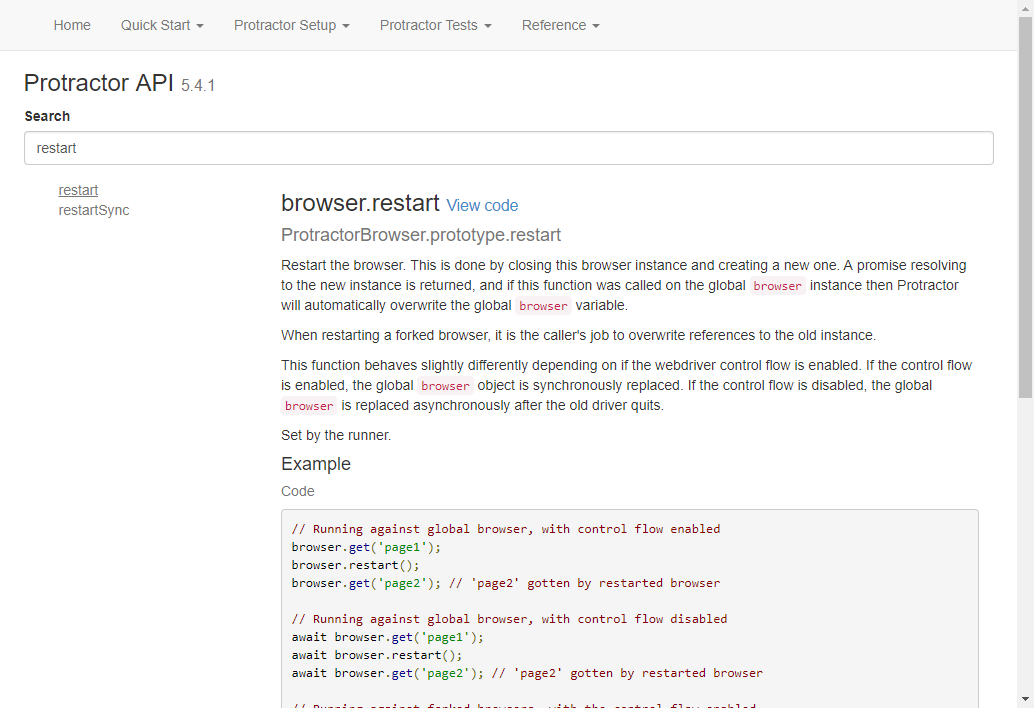 Home Quick Start Protractor Setup Protractor Tests Reference
Protractor API 5.4.1
Search
restart
restart
restartSync
browser.restart View code
ProtractorBrowser.prototype.restart
Restart the browser. This is done by closing this browser instance and creating a new one. A promise resolving
to the new instance is returned, and if this function was called on the global browser instance then Protractor
will automatically overwrite the global browser variable.
When restarting a forked browser, it is the caller's job to overwrite references to the old instance.
This function behaves slightly differently depending on if the webdriver control flow is enabled. If the control flow
is enabled, the global browser object is synchronously replaced. If the control flow is disabled, the global
browser is replaced asynchronously after the old driver quits.
Set by the runner.
Example
Code
// Running against global browser, with control flow enabled
browser.get('page1');
browser.restart();
browser.get('page2'); // 'page2' gotten by restarted browser
// Running against global browser, with control flow disabled
await browser.get('page1');
await browser.restart();
await browser.get('page2'); // 'page2' gotten by restarted browser
// Running against forked browsers, with the control flow enabled